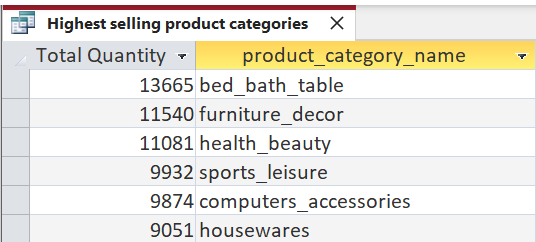 Highest selling product categories
Total Quantity product_category_name
13665 bed_bath_table
11540 furniture_decor
11081 health_beauty
9932 sports_leisure
9874 computers_accessories
9051 housewares